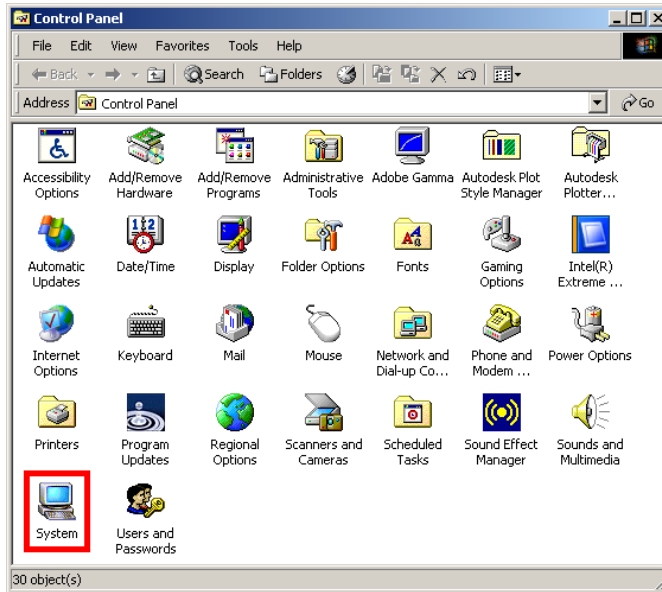 Control Panel
File Edit View Favorites Tools Help
Back Search Folders
Address Control Panel Go
Accessibility Options
Add/Remove Hardware
Add/Remove Programs
Administrative Tools
Adobe Gamma
Autodesk Plot Style Manager
Autodesk Plotter...
Automatic Updates
Date/Time
Display
Folder Options
Fonts
Gaming Options
Intel(R) Extreme ...
Internet Options
Keyboard
Mail
Mouse
Network and Dial-up Co...
Phone and Modem ...
Power Options
Printers
Program Updates
Regional Options
Scanners and Cameras
Scheduled Tasks
Sound Effect Manager
Sounds and Multimedia
System
Users and Passwords
30 object(s)